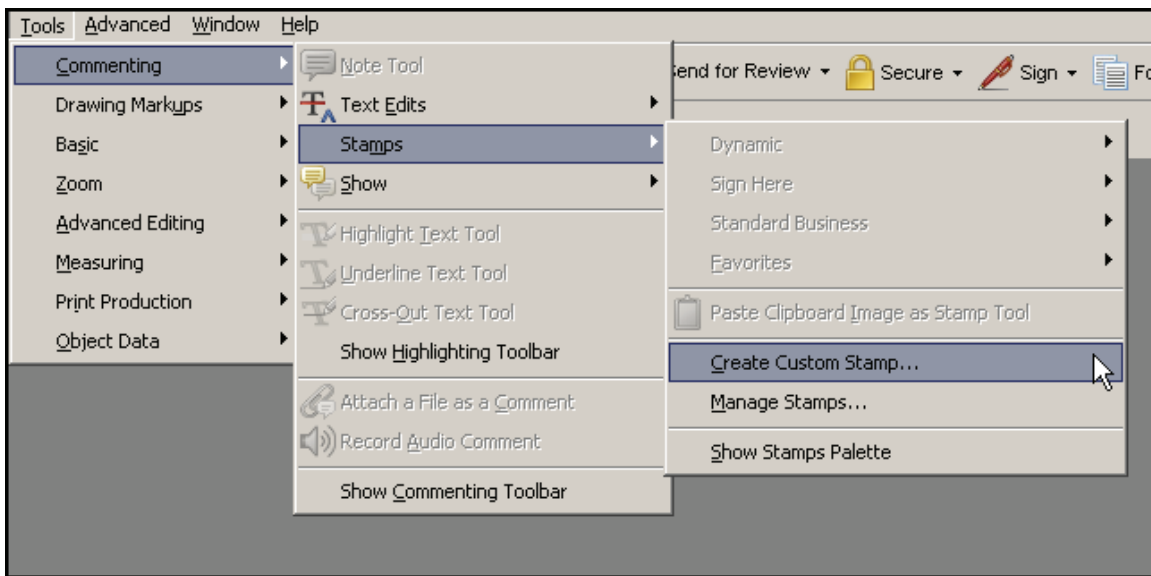 Tools Advanced Window Help
end for Review Secure Sign
Commenting
Drawing Markups
Basic
Zoom
Advanced Editing
Measuring
Print Production
Object Data
Note Tool
Text Edits
Stamps
Show
Highlight Text Tool
Underline Text Tool
Cross-Out Text Tool
Show Highlighting Toolbar
Attach a File as a Comment
Record Audio Comment
Show Commenting Toolbar
Dynamic
Sign Here
Standard Business
Favorites
Paste Clipboard Image as Stamp Tool
Create Custom Stamp...
Manage Stamps...
Show Stamps Palette